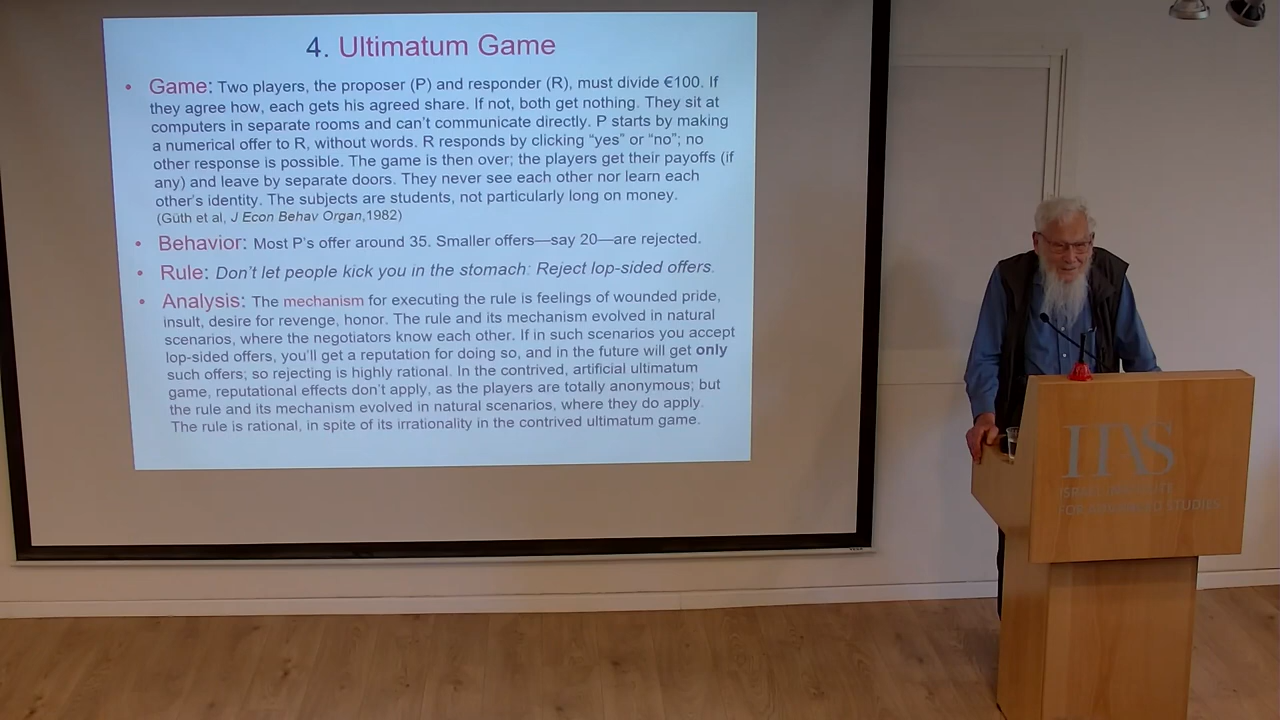 4. Ultimatum Game
• Game: Two players, the proposer (P) and responder (R), must divide €100. If
they agree how, each gets his agreed share. If not, both get nothing. They sit at
computers in separate rooms and can't communicate directly. P starts by making
a numerical offer to R, without words. R responds by clicking “yes” or “no”; no
other response is possible. The game is then over; the players get their payoffs (if
any) and leave by separate doors. They never see each other nor learn each
other's identity. The subjects are students, not particularly long on money.
(Güth et al, J Econ Behav Organ,1982)
• Behavior: Most P's offer around 35. Smaller offers—say 20—are rejected.
• Rule: Don't let people kick you in the stomach: Reject lop-sided offers.
• Analysis: The mechanism for executing the rule is feelings of wounded pride,
insult, desire for revenge, honor. The rule and its mechanism evolved in natural
scenarios, where the negotiators know each other. If in such scenarios you accept
lop-sided offers, you'll get a reputation for doing so, and in the future will get only
such offers; so rejecting is highly rational. In the contrived, artificial ultimatum
game, reputational effects don't apply, as the players are totally anonymous; but
the rule and its mechanism evolved in natural scenarios, where they do apply.
The rule is rational, in spite of its irrationality in the contrived ultimatum game.
IIAS
ISRAEL INSTITUTE
FOR ADVANCED STUDIES